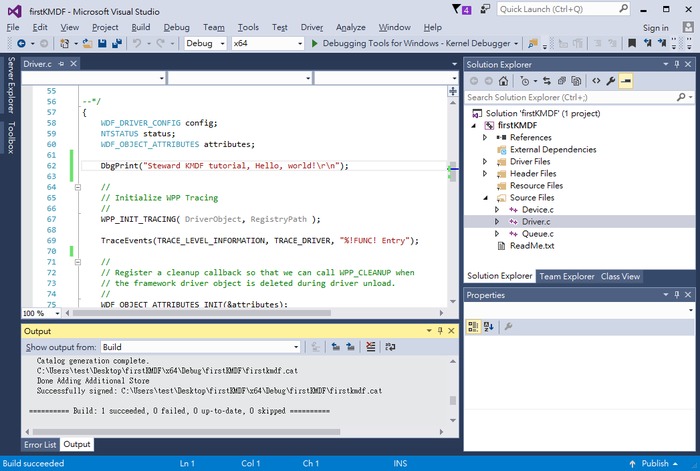 firstKMDF - Microsoft Visual Studio
4
Quick Launch (Ctrl+Q)
File Edit View Project Build Debug Team Tools Test Driver Analyze Window Help
Sign in
Debug x64 Debugging Tools for Windows - Kernel Debugger
Server Explorer
Toolbox
Driver.c
55
56 --*/
57 {
58 WDF_DRIVER_CONFIG config;
59 NTSTATUS status;
60 WDF_OBJECT_ATTRIBUTES attributes;
61
62 DbgPrint("Steward KMDF tutorial, Hello, world!\r\n");
63
64 //
65 // Initialize WPP Tracing
66 //
67 WPP_INIT_TRACING( DriverObject, RegistryPath );
68
69 TraceEvents(TRACE_LEVEL_INFORMATION, TRACE_DRIVER, "%!FUNC! Entry");
70
71 //
72 // Register a cleanup callback so that we can call WPP_CLEANUP when
73 // the framework driver object is deleted during driver unload.
74 //
75 WDF_OBJECT_ATTRIBUTES_INIT(&attributes);
100 %
Output
Show output from: Build
Catalog generation complete.
C:\Users\test\Desktop\firstKMDF\x64\Debug\firstKMDF\firstkmdf.cat
Done Adding Additional Store
Successfully signed: C:\Users\test\Desktop\firstKMDF\x64\Debug\firstKMDF\firstkmdf.cat
========== Build: 1 succeeded, 0 failed, 0 up-to-date, 0 skipped ==========
Error List Output
Solution Explorer
Search Solution Explorer (Ctrl+;)
Solution 'firstKMDF' (1 project)
firstKMDF
References
External Dependencies
Driver Files
Header Files
Resource Files
Source Files
Device.c
Driver.c
Queue.c
ReadMe.txt
Solution Explorer Team Explorer Class View
Properties
Build succeeded Ln 1 Col 1 Ch 1 INS Publish